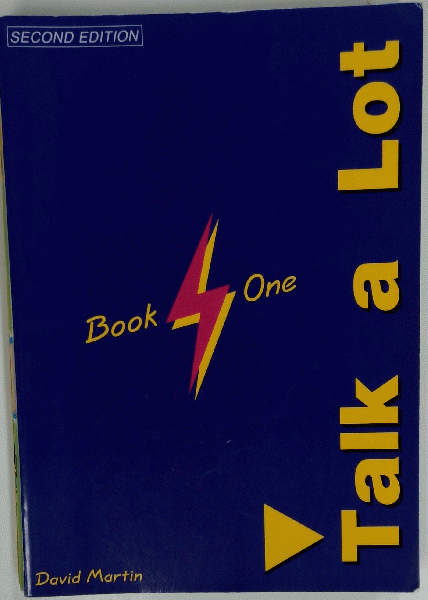 SECOND EDITION
Talk a Lot
Book One
David Martin